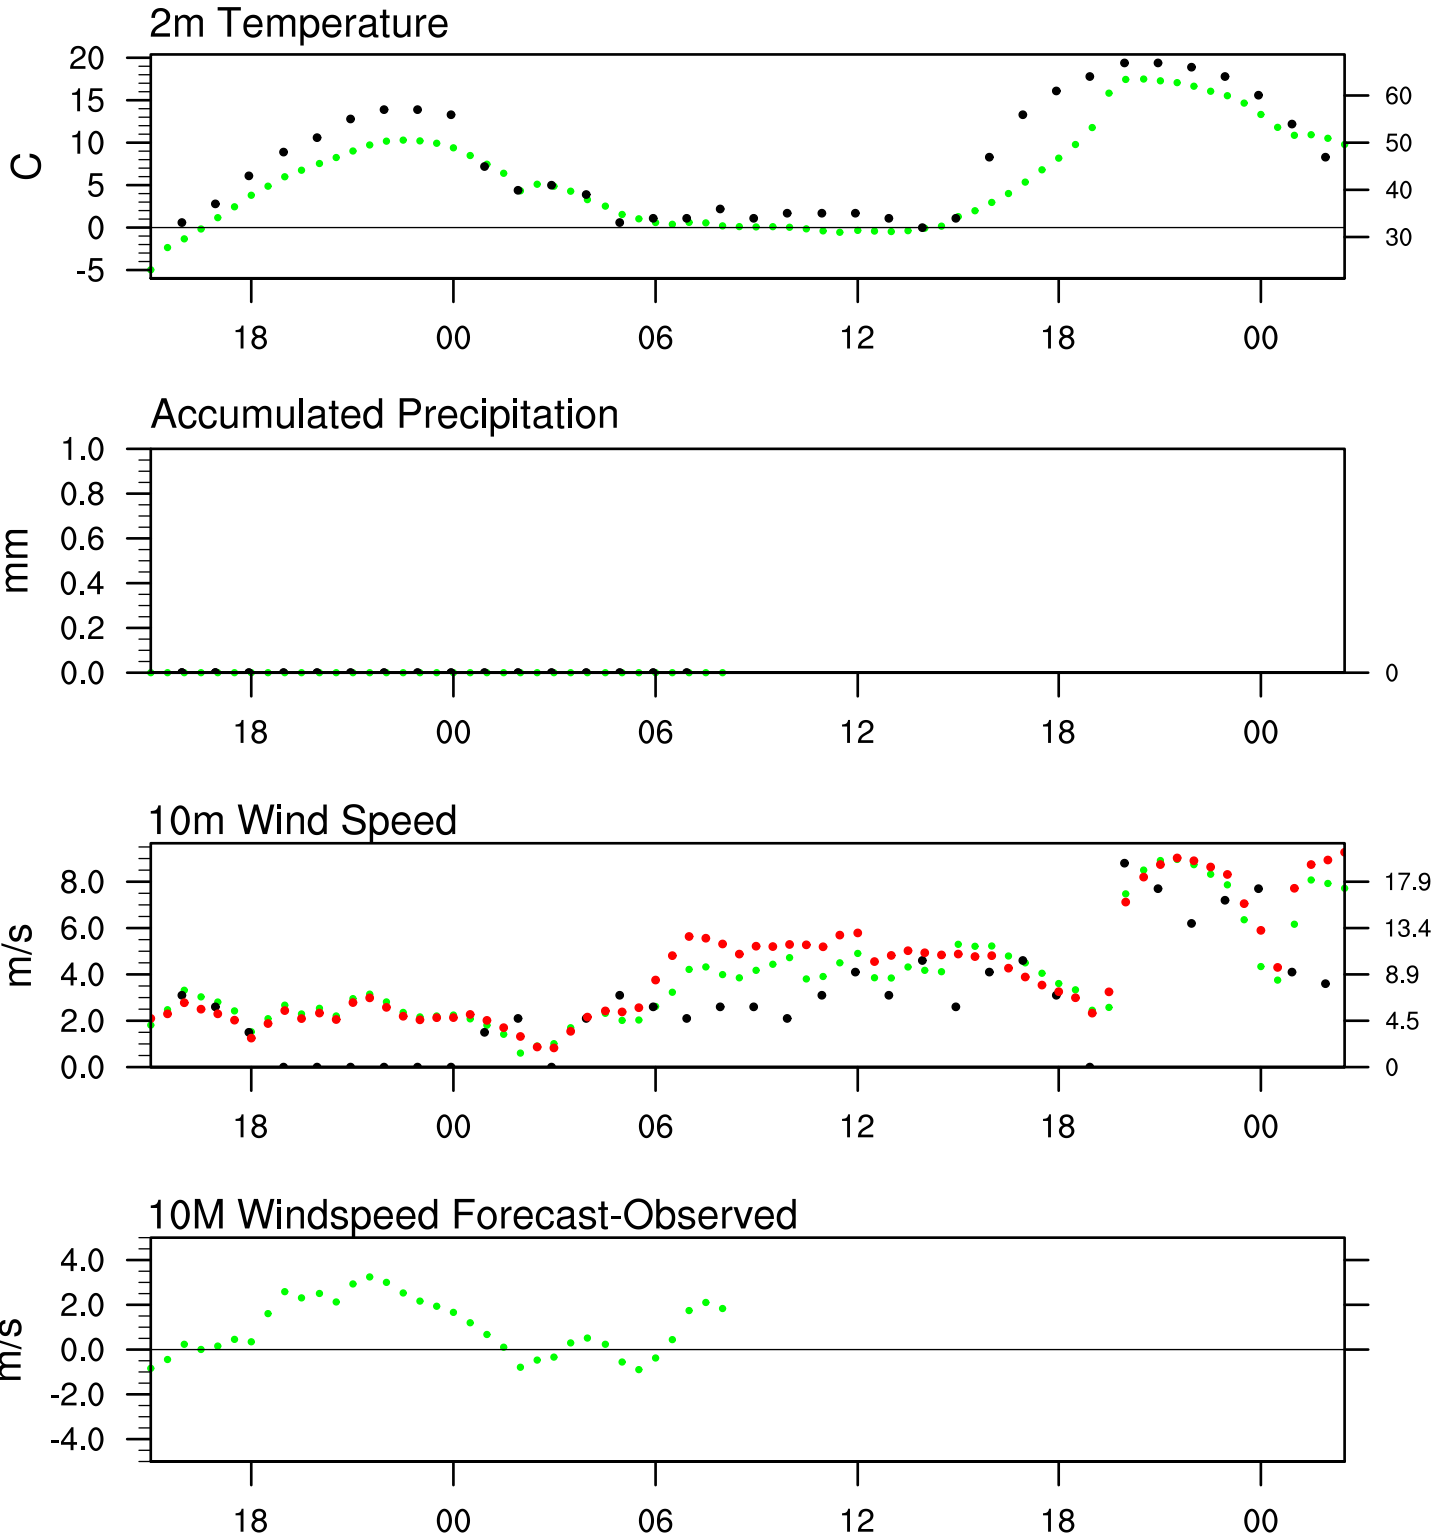 2m Temperature
20
15
10
5
0
-5
C
60
50
40
30
18 00 06 12 18 00
Accumulated Precipitation
1.0
0.8
0.6
0.4
0.2
0.0
mm
0
18 00 06 12 18 00
10m Wind Speed
8.0
6.0
4.0
2.0
0.0
m/s
17.9
13.4
8.9
4.5
0
18 00 06 12 18 00
10M Windspeed Forecast-Observed
4.0
2.0
0.0
-2.0
-4.0
m/s
18 00 06 12 18 00